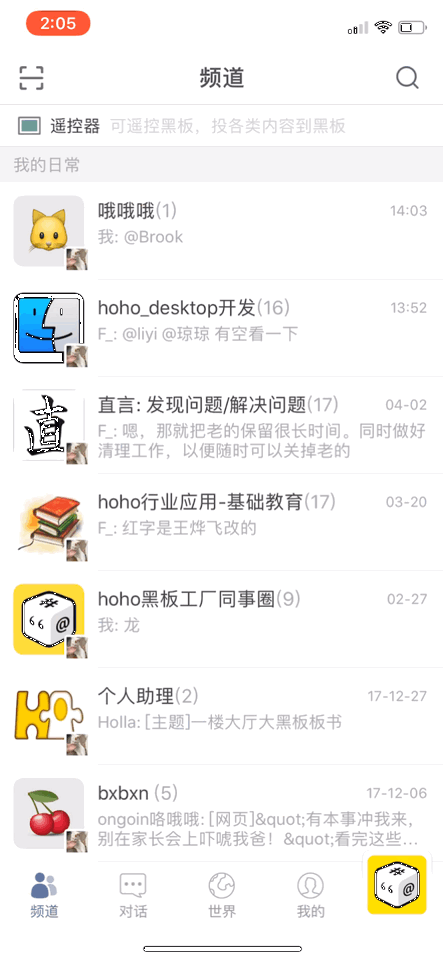 2:05
频道
遥控器 可遥控黑板，投各类内容到黑板
我的日常
哦哦哦(1) 14:03
我: @Brook
hoho_desktop开发(16) 13:52
F_: @liyi @琼琼 有空看一下
直
直言: 发现问题/解决问题(17) 04-02
F_: 嗯，那就把老的保留很长时间。同时做好
清理工作，以便随时可以关掉老的
hoho行业应用-基础教育(17) 03-20
F_: 红字是王烨飞改的
hoho黑板工厂同事圈(9) 02-27
我: 龙
个人助理(2) 17-12-27
Holla: [主题]一楼大厅大黑板板书
bxbxn (5) 17-12-06
ongoin咯哦哦: [网页]&quot;有本事冲我来，
别在家长会上吓唬我爸！&quot;看完这些...
频道 对话 世界 我的